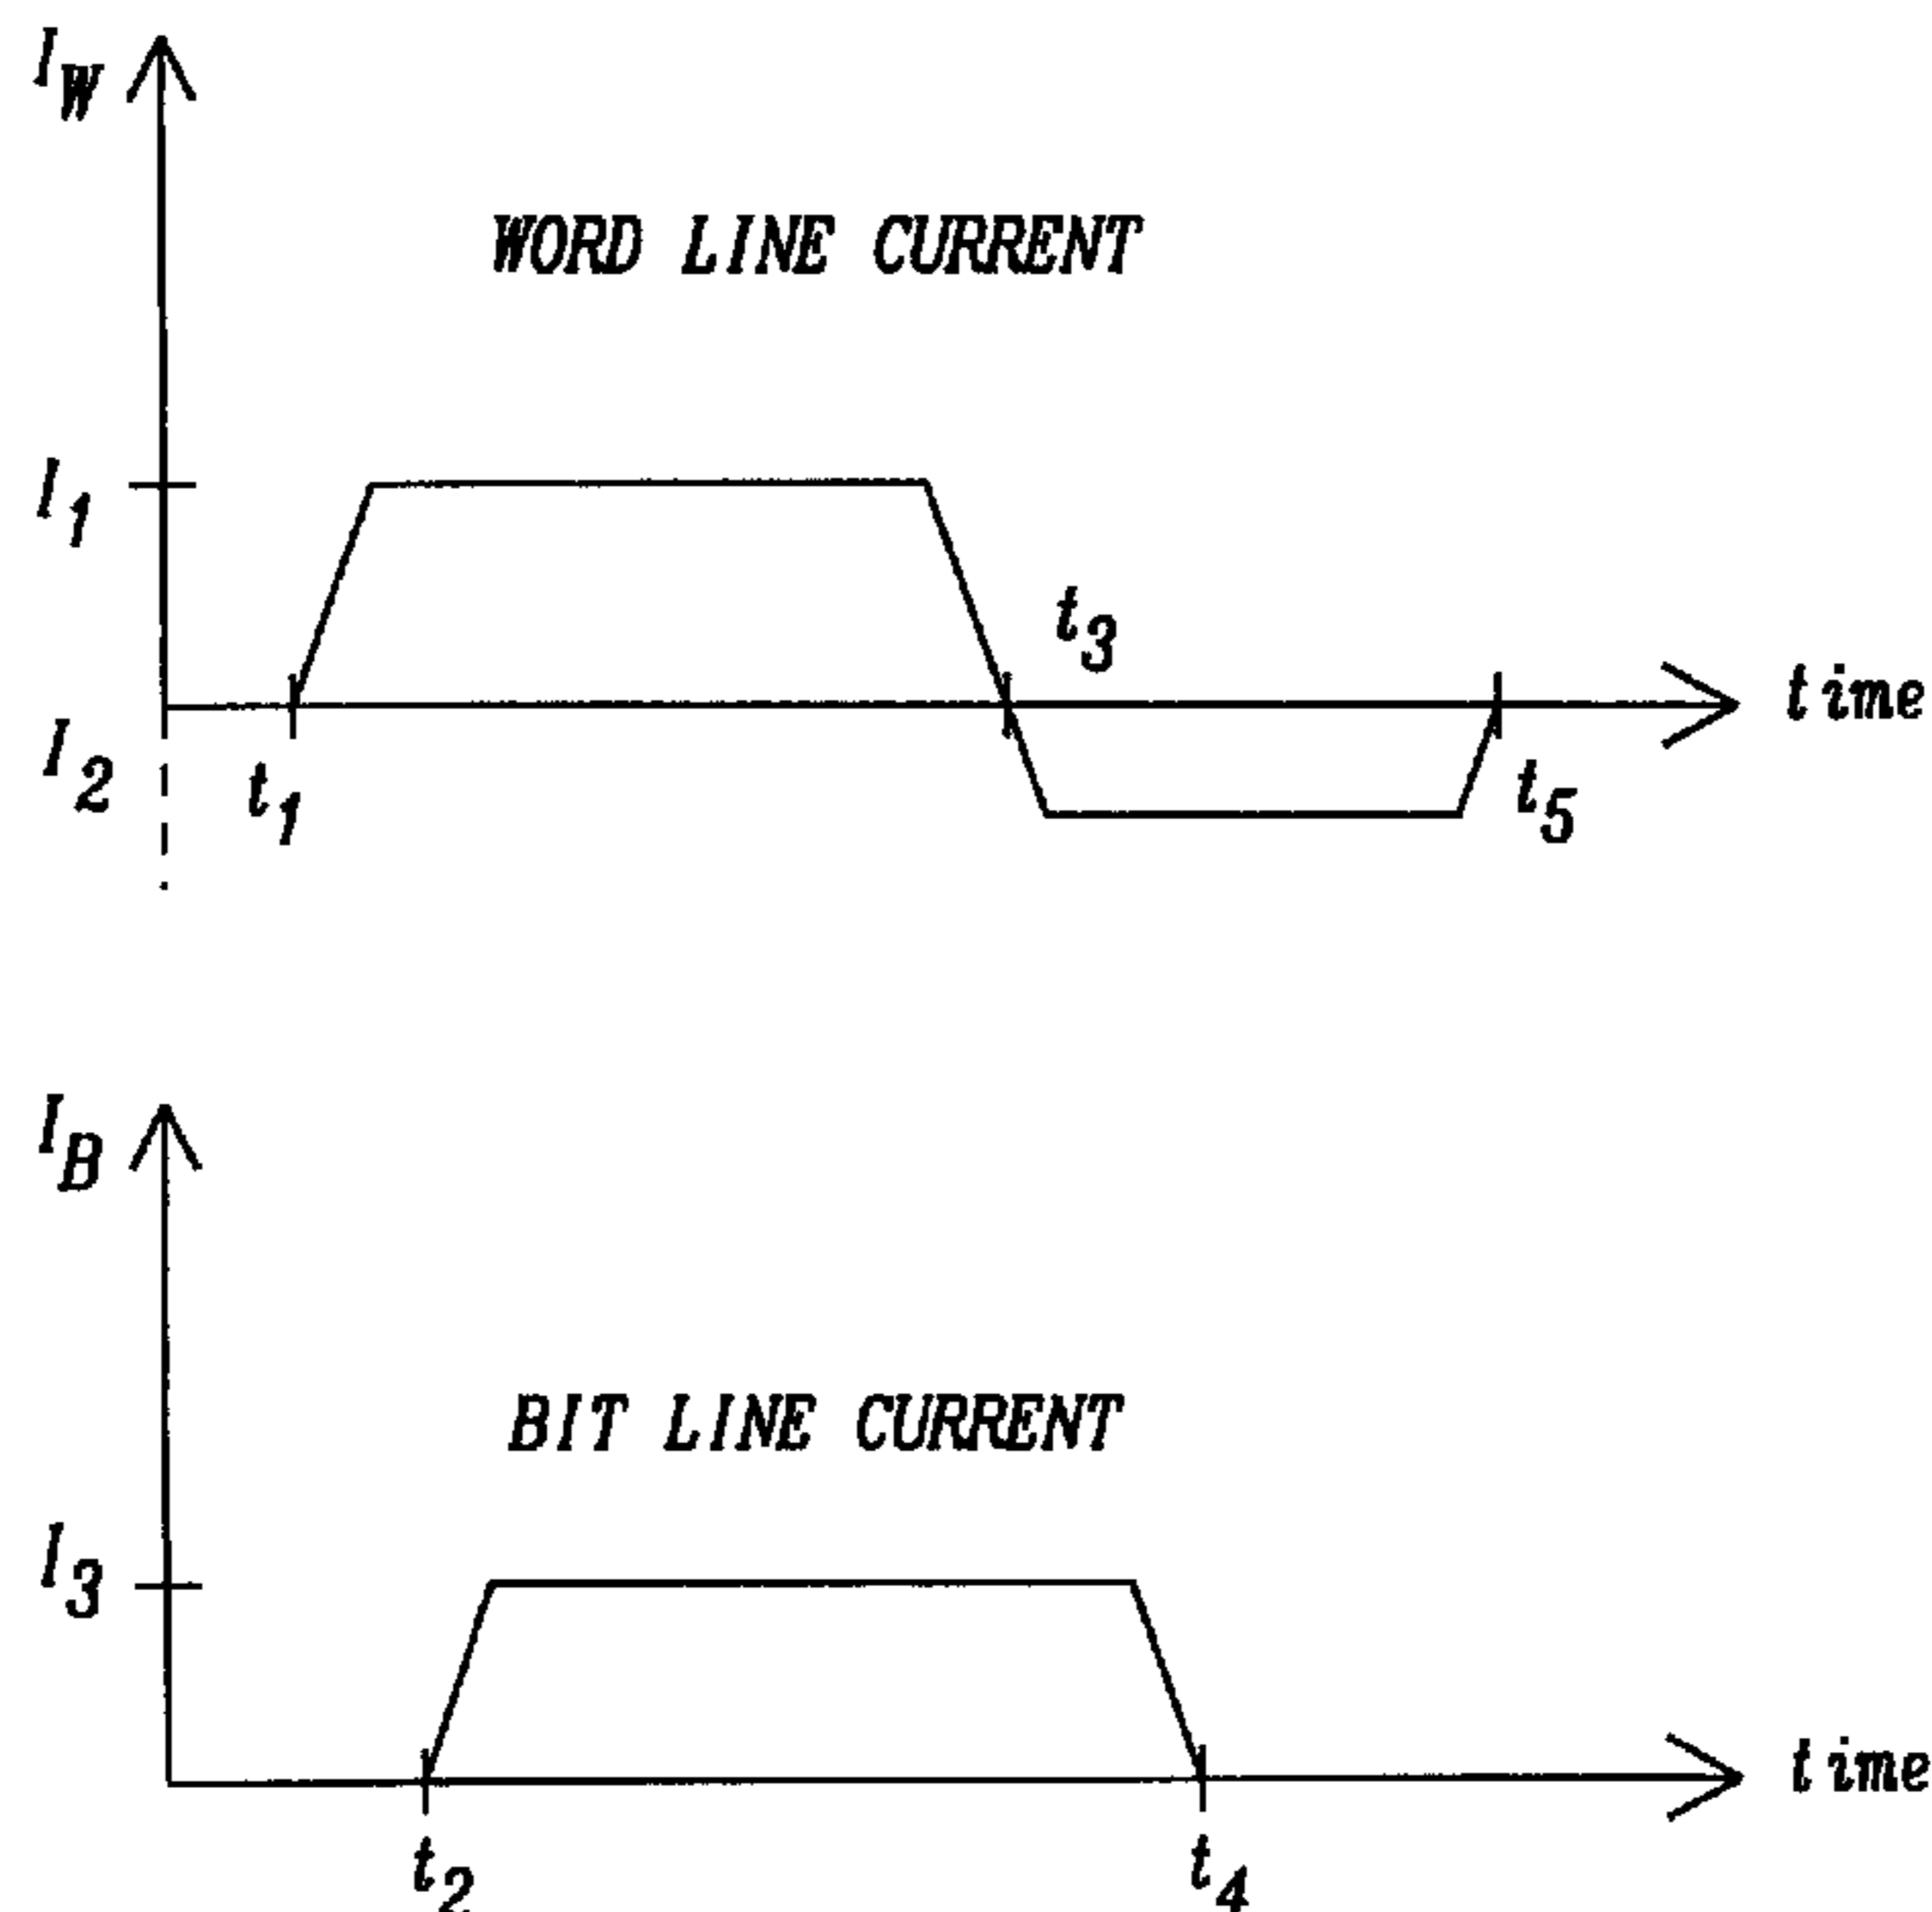 I_W
WORD LINE CURRENT
I_1
t_3
time
I_2
t_1
t_5
I_B
BIT LINE CURRENT
I_3
time
t_2
t_4